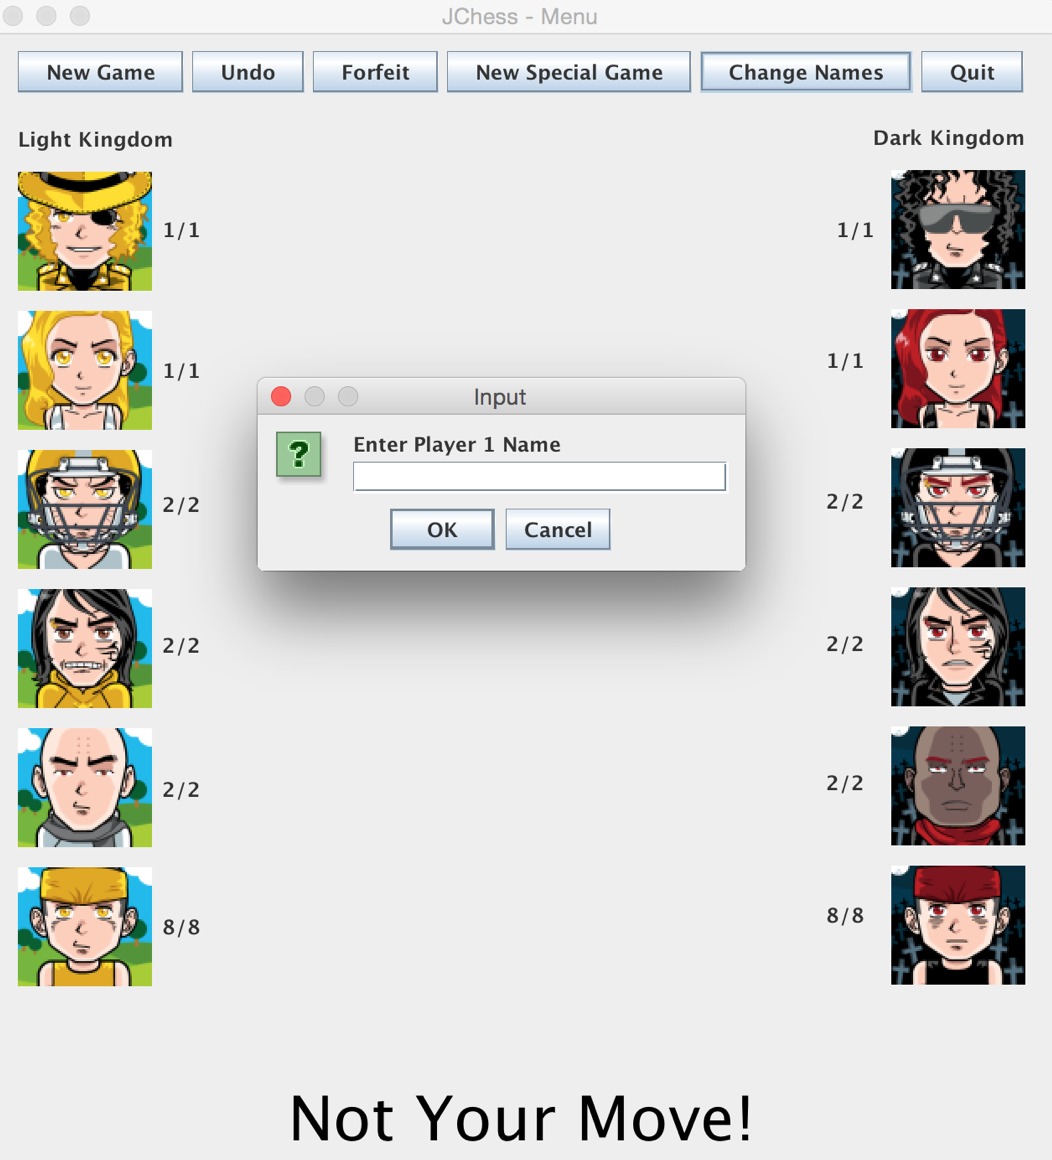 JChess - Menu
New Game Undo Forfeit New Special Game Change Names Quit
Light Kingdom Dark Kingdom
1/1 1/1
1/1 1/1
Input
Enter Player 1 Name
?
2/2 2/2
OK Cancel
2/2 2/2
2/2 2/2
8/8 8/8
Not Your Move!